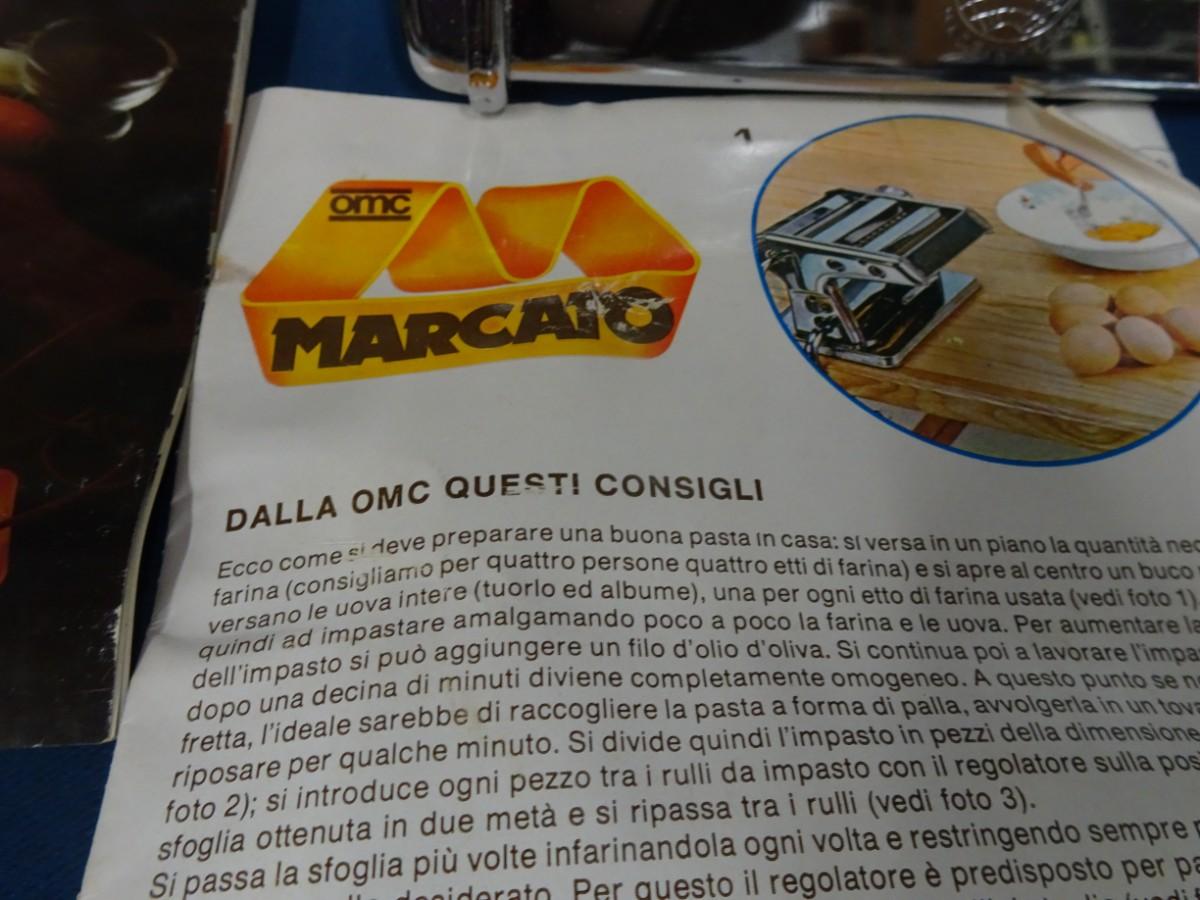 1
omc
MARCATO
DALLA OMC QUESTI CONSIGLI
Ecco come si deve preparare una buona pasta in casa: si versa in un piano la quantità nec
farina (consigliamo per quattro persone quattro etti di farina) e si apre al centro un buco
versano le uova intere (tuorlo ed albume), una per ogni etto di farina usata (vedi foto 1)
quindi ad impastare amalgamando poco a poco la farina e le uova. Per aumentare la
dell'impasto si può aggiungere un filo d'olio d'oliva. Si continua poi a lavorare l'impa
dopo una decina di minuti diviene completamente omogeneo. A questo punto se no
fretta, l'ideale sarebbe di raccogliere la pasta a forma di palla, avvolgerla in un tova
riposare per qualche minuto. Si divide quindi l'impasto in pezzi della dimensione
foto 2); si introduce ogni pezzo tra i rulli da impasto con il regolatore sulla pos
sfoglia ottenuta in due metà e si ripassa tra i rulli (vedi foto 3).
Si passa la sfoglia più volte infarinandola ogni volta e restringendo sempre
desiderato. Per questo il regolatore è predisposto per pa